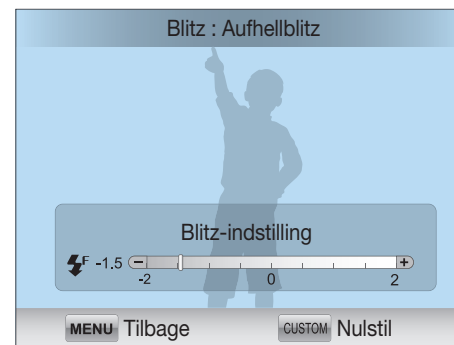 Blitz : Aufhellblitz
Blitz-indstilling
F -1.5
-2 0 2
MENU Tilbage CUSTOM Nulstil